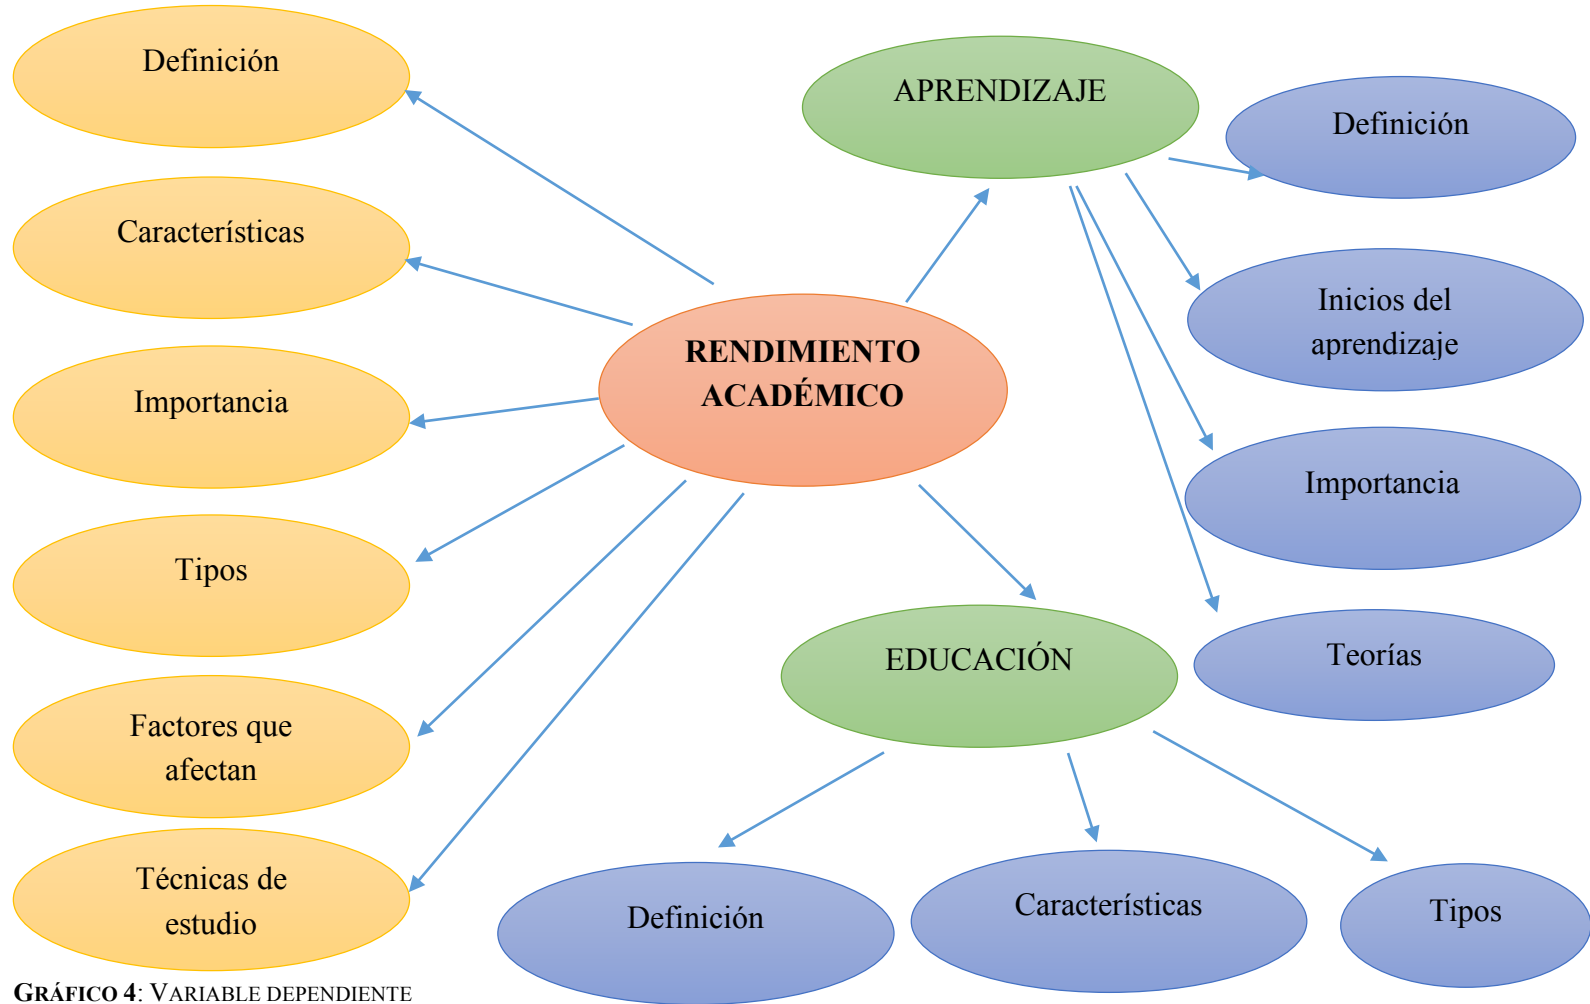 Definición
Características
Importancia
Tipos
Factores que
afectan
Técnicas de
estudio
RENDIMIENTO
ACADÉMICO
APRENDIZAJE
Definición
Inicios del
aprendizaje
Importancia
Teorías
EDUCACIÓN
Definición
Características
Tipos
GRÁFICO 4: VARIABLE DEPENDIENTE